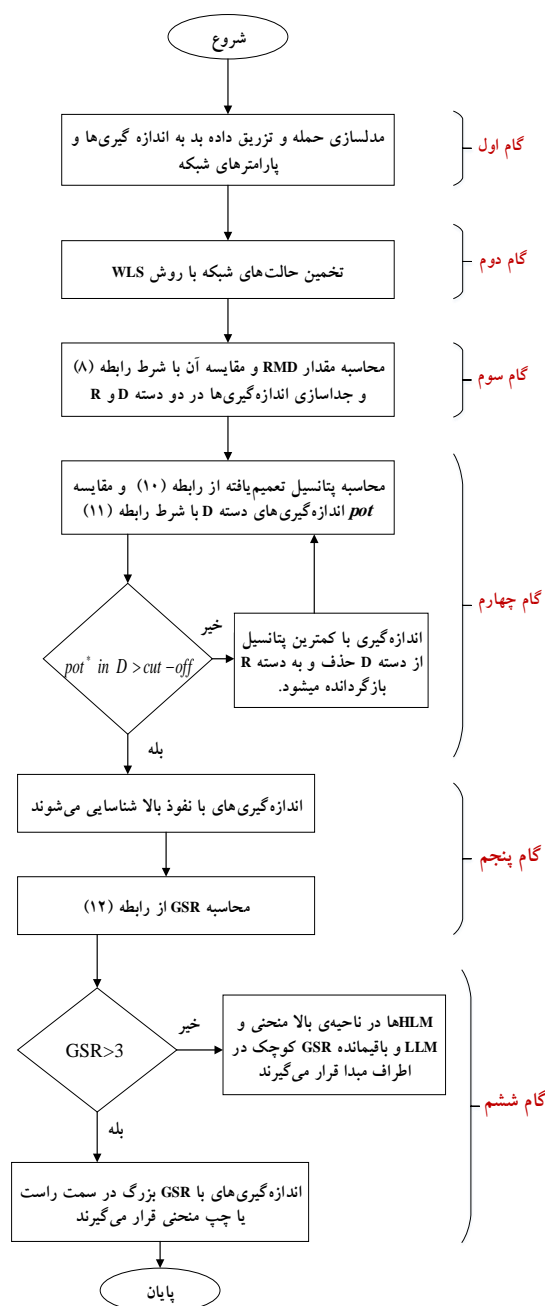 شروع
مدلسازی حمله و تزریق داده بد به اندازه گیری‌ها و
پارامترهای شبکه
گام اول
تخمین حالت‌های شبکه با روش WLS
گام دوم
محاسبه مقدار RMD و مقایسه آن با شرط رابطه (۸)
و جداسازی اندازه‌گیری‌ها در دو دسته D و R
گام سوم
محاسبه پتانسیل تعمیم‌یافته از رابطه (۱۰) و مقایسه
pot اندازه‌گیری‌های دسته D با شرط رابطه (۱۱)
گام چهارم
pot* in D >cut-off
خیر
اندازه‌گیری با کمترین پتانسیل
از دسته D حذف و به دسته R
بازگردانده میشود.
بله
اندازه‌گیری‌های با نفوذ بالا شناسایی می‌شوند
گام پنجم
محاسبه GSR از رابطه (۱۲)
GSR>3
خیر
HLMها در ناحیه‌ی بالا منحنی و
LLM و باقیمانده GSR کوچک در
اطراف مبدا قرار می‌گیرند
گام ششم
بله
اندازه‌گیری‌های با GSR بزرگ در سمت راست
یا چپ منحنی قرار می‌گیرند
پایان